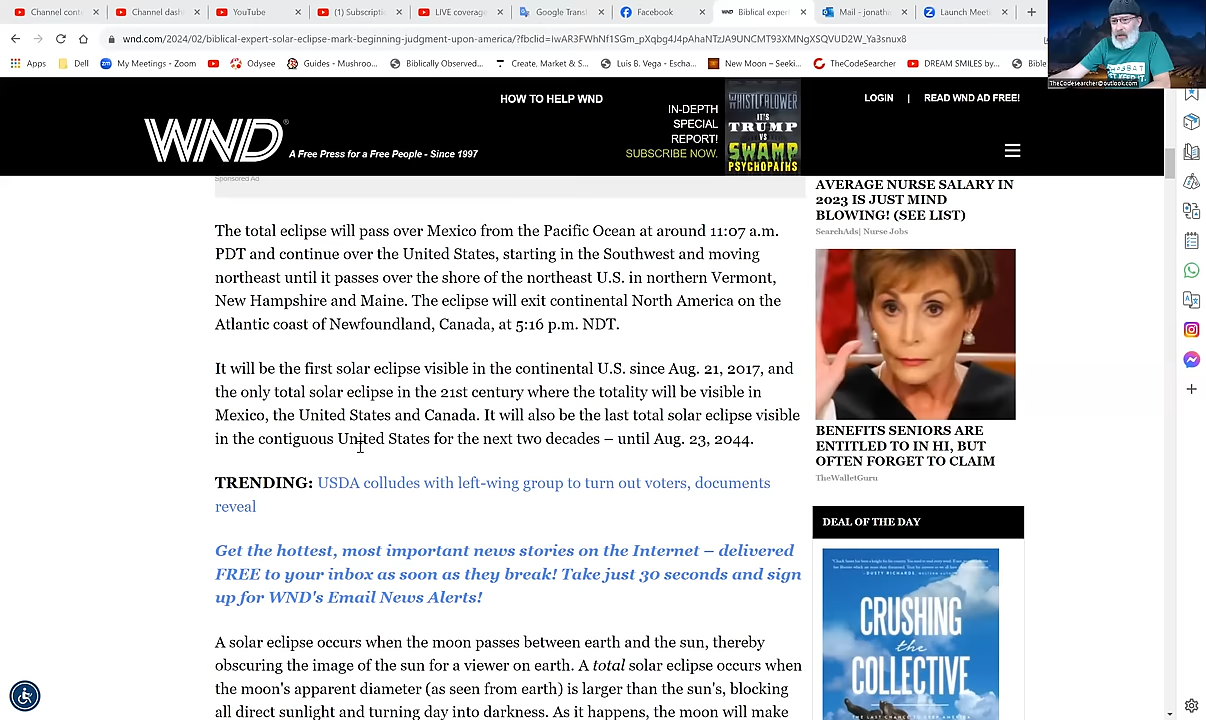 Channel cont
Channel dash
YouTube
(1) Subscripti
LIVE coverage
Google Trans
Facebook
Biblical exper
Mail - jonatha
Launch Meeti
wnd.com/2024/02/biblical-expert-solar-eclipse-mark-beginning-judgment-upon-america/?fbclid=IwAR3FWhNf1SGm_pXqbg4J4pAhaNTzJA9UNCMT93XMNgXSQVUD2W_Ya3snux8
Apps
Dell
My Meetings - Zoom
Odysee
Guides - Mushroo...
Biblically Observed...
Create, Market & S...
Luis B. Vega – Escha...
New Moon – Seeki...
TheCodeSearcher
DREAM SMILES by...
Bible
TheCodesearcher@outlook.com
HOW TO HELP WND
IN-DEPTH
SPECIAL
REPORT!
SUBSCRIBE NOW.
WHISTLEBLOWER
IT'S
TRUMP
VS
SWAMP
PSYCHOPATHS
LOGIN | READ WND AD FREE!
WND®
A Free Press for a Free People - Since 1997
Sponsored Ad
The total eclipse will pass over Mexico from the Pacific Ocean at around 11:07 a.m.
PDT and continue over the United States, starting in the Southwest and moving
northeast until it passes over the shore of the northeast U.S. in northern Vermont,
New Hampshire and Maine. The eclipse will exit continental North America on the
Atlantic coast of Newfoundland, Canada, at 5:16 p.m. NDT.
It will be the first solar eclipse visible in the continental U.S. since Aug. 21, 2017, and
the only total solar eclipse in the 21st century where the totality will be visible in
Mexico, the United States and Canada. It will also be the last total solar eclipse visible
in the contiguous United States for the next two decades – until Aug. 23, 2044.
TRENDING: USDA colludes with left-wing group to turn out voters, documents
reveal
Get the hottest, most important news stories on the Internet – delivered
FREE to your inbox as soon as they break! Take just 30 seconds and sign
up for WND's Email News Alerts!
A solar eclipse occurs when the moon passes between earth and the sun, thereby
obscuring the image of the sun for a viewer on earth. A total solar eclipse occurs when
the moon's apparent diameter (as seen from earth) is larger than the sun's, blocking
all direct sunlight and turning day into darkness. As it happens, the moon will make
AVERAGE NURSE SALARY IN
2023 IS JUST MIND
BLOWING! (SEE LIST)
SearchAds| Nurse Jobs
BENEFITS SENIORS ARE
ENTITLED TO IN HI, BUT
OFTEN FORGET TO CLAIM
TheWalletGuru
DEAL OF THE DAY
- DUSTY RICHARDS,
CRUSHING
the
COLLECTIVE